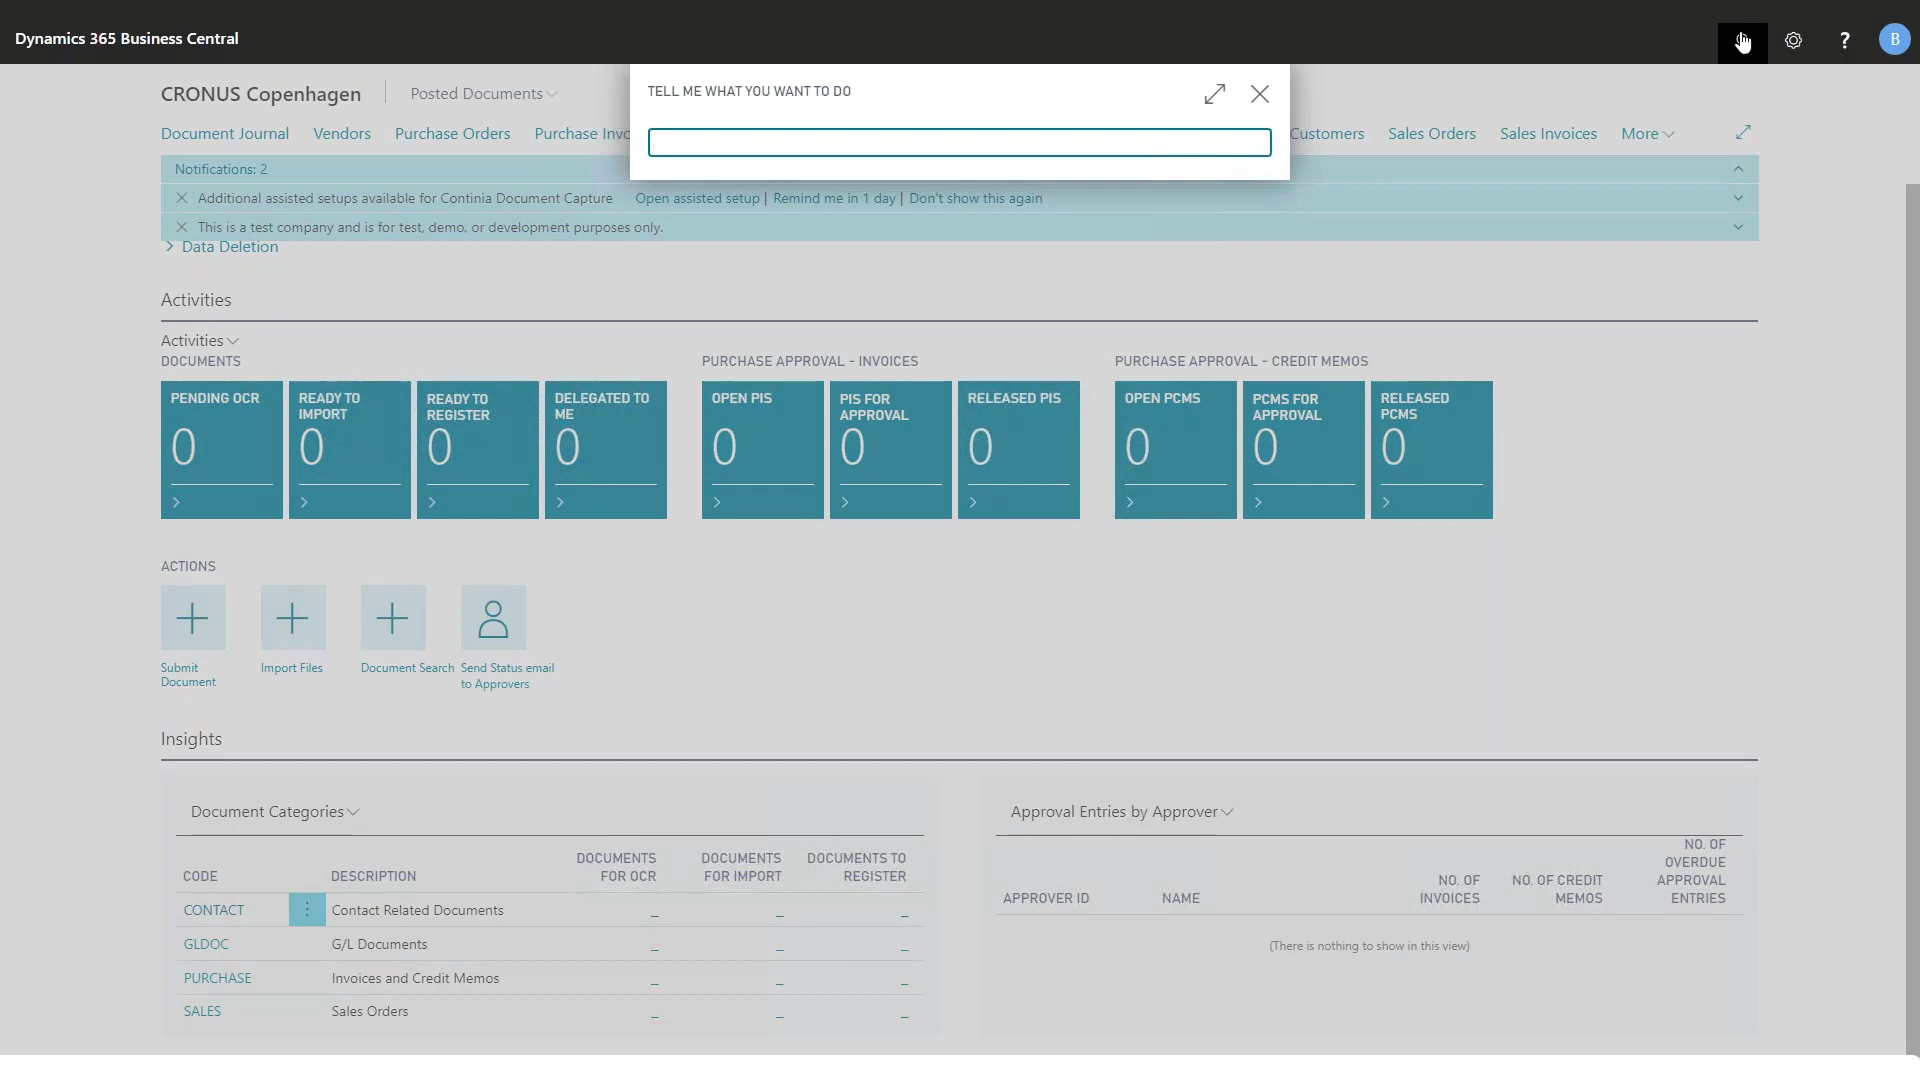 Dynamics 365 Business Central
?
B
CRONUS Copenhagen
Posted Documents
TELL ME WHAT YOU WANT TO DO
Document Journal Vendors Purchase Orders Purchase Invo
Customers Sales Orders Sales Invoices More
Notifications: 2
Additional assisted setups available for Continia Document Capture Open assisted setup | Remind me in 1 day | Don't show this again
This is a test company and is for test, demo, or development purposes only.
> Data Deletion
Activities
Activities
DOCUMENTS
PENDING OCR
0
READY TO
IMPORT
0
READY TO
REGISTER
0
DELEGATED TO
ME
0
PURCHASE APPROVAL - INVOICES
OPEN PIS
0
PIS FOR
APPROVAL
0
RELEASED PIS
0
PURCHASE APPROVAL - CREDIT MEMOS
OPEN PCMS
0
PCMS FOR
APPROVAL
0
RELEASED
PCMS
0
ACTIONS
Submit
Document
Import Files
Document Search
Send Status email
to Approvers
Insights
Document Categories
CODE DESCRIPTION
DOCUMENTS
FOR OCR
DOCUMENTS
FOR IMPORT
DOCUMENTS TO
REGISTER
CONTACT Contact Related Documents _ _ _
GLDOC G/L Documents _ _ _
PURCHASE Invoices and Credit Memos _ _ _
SALES Sales Orders _ _ _
Approval Entries by Approver
APPROVER ID NAME
NO. OF
INVOICES
NO. OF CREDIT
MEMOS
NO. OF
OVERDUE
APPROVAL
ENTRIES
(There is nothing to show in this view)